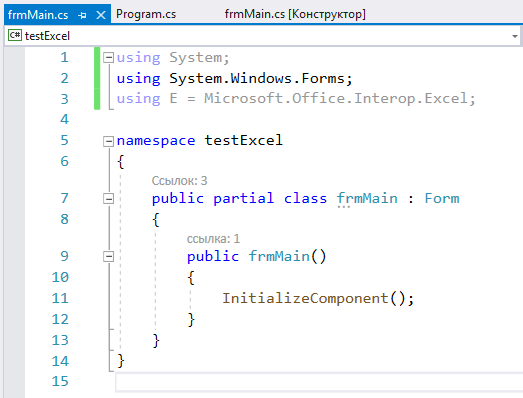 frmMain.cs Program.cs frmMain.cs [Конструктор]
C# testExcel
1 using System;
2 using System.Windows.Forms;
3 using E = Microsoft.Office.Interop.Excel;
4
5 namespace testExcel
6 {
Ссылок: 3
7 public partial class frmMain : Form
8 {
ссылка: 1
9 public frmMain()
10 {
11 InitializeComponent();
12 }
13 }
14 }
15